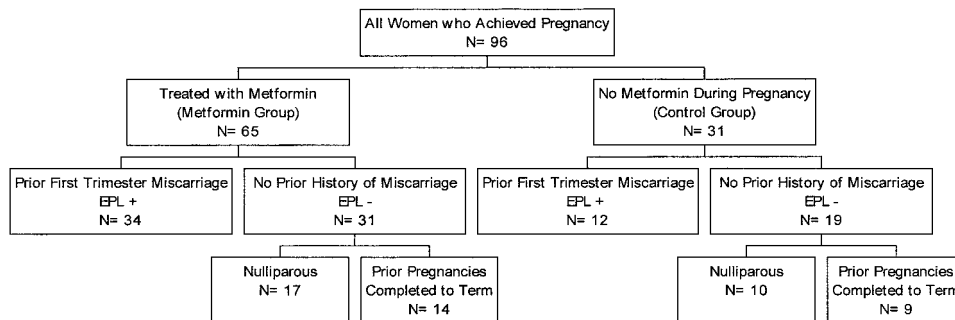 All Women who Achieved Pregnancy
N= 96
Treated with Metformin
(Metformin Group)
N= 65
No Metformin During Pregnancy
(Control Group)
N= 31
Prior First Trimester Miscarriage
EPL +
N= 34
No Prior History of Miscarriage
EPL -
N= 31
Prior First Trimester Miscarriage
EPL +
N= 12
No Prior History of Miscarriage
EPL -
N= 19
Nulliparous
N= 17
Prior Pregnancies
Completed to Term
N= 14
Nulliparous
N= 10
Prior Pregnancies
Completed to Term
N= 9